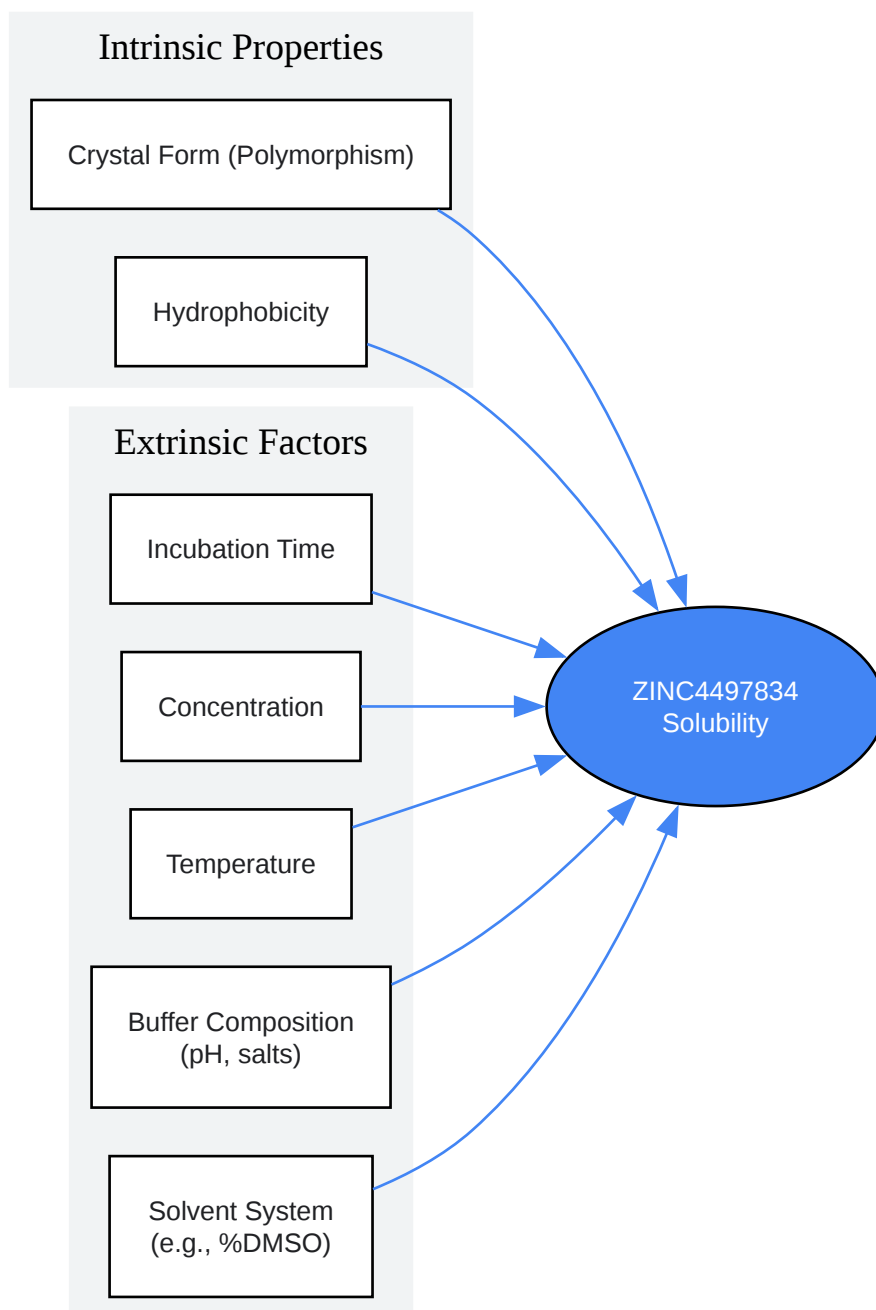 Intrinsic Properties
Crystal Form (Polymorphism)
Hydrophobicity
Extrinsic Factors
Incubation Time
Concentration
Temperature
Buffer Composition
(pH, salts)
Solvent System
(e.g., %DMSO)
ZINC4497834
Solubility